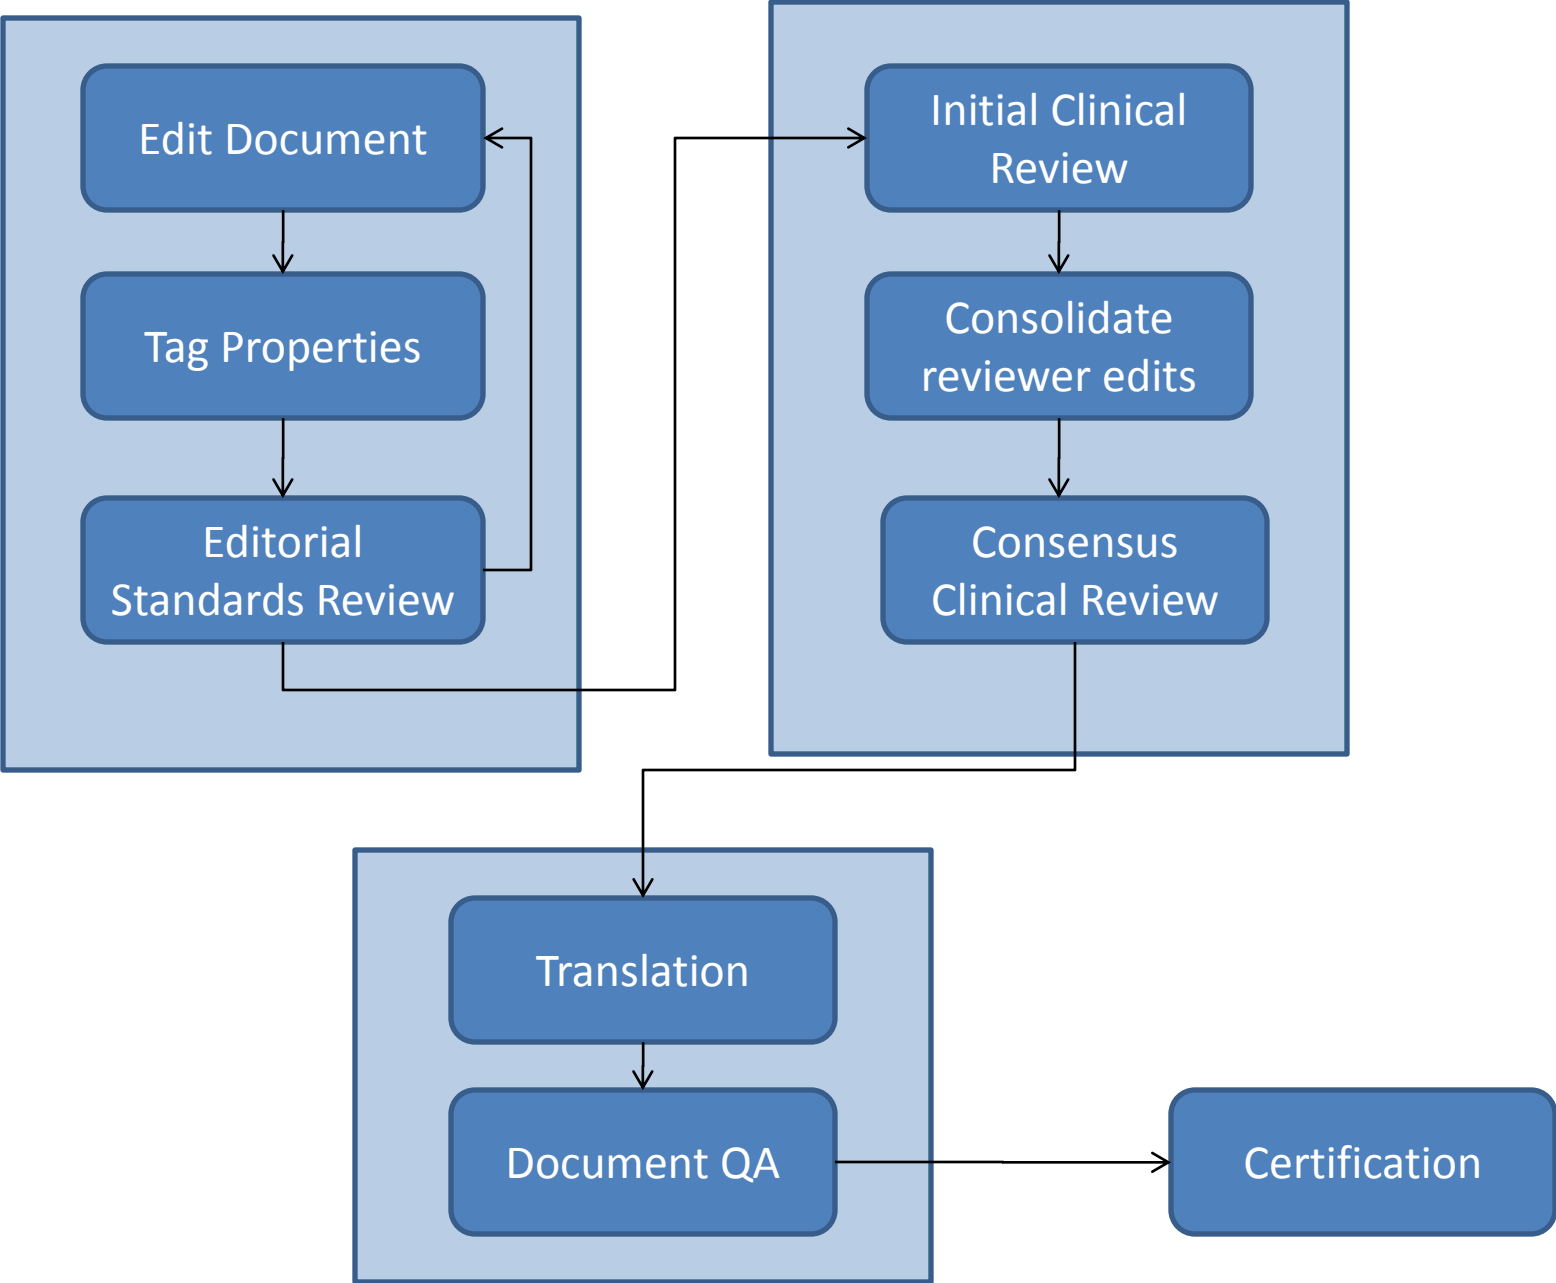 Edit Document
Tag Properties
Editorial
Standards Review
Initial Clinical
Review
Consolidate
reviewer edits
Consensus
Clinical Review
Translation
Document QA
Certification